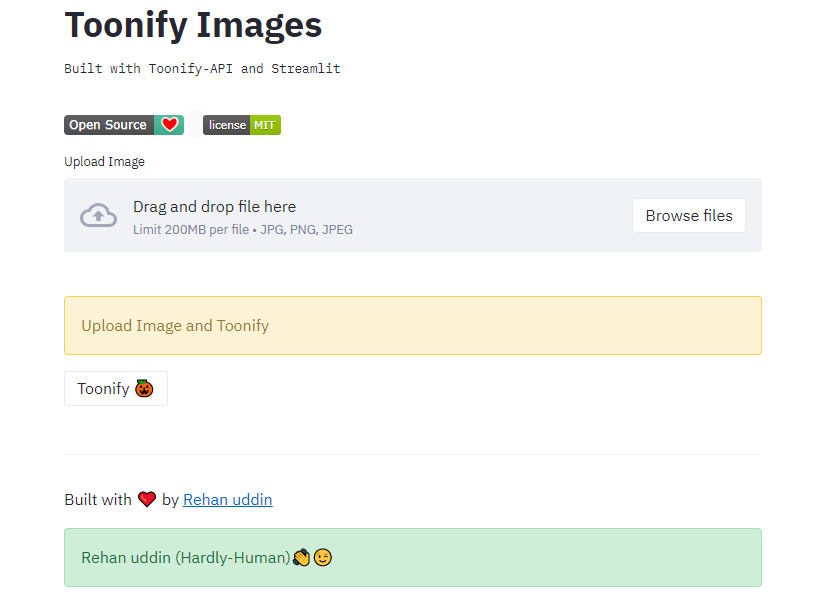 Toonify Images
Built with Toonify-API and Streamlit
Open Source license MIT
Upload Image
Drag and drop file here
Limit 200MB per file • JPG, PNG, JPEG
Browse files
Upload Image and Toonify
Toonify 🎃
Built with ❤️ by Rehan uddin
Rehan uddin (Hardly-Human)👏😉